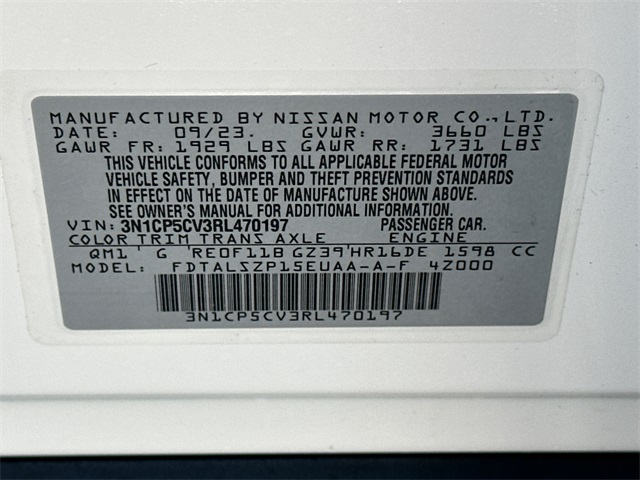 MANUFACTURED BY NISSAN MOTOR CO., LTD.
DATE: 09/23. GVWR: 3660 LBS
GAWR FR: 1929 LBS GAWR RR: 1731 LBS
THIS VEHICLE CONFORMS TO ALL APPLICABLE FEDERAL MOTOR
VEHICLE SAFETY, BUMPER AND THEFT PREVENTION STANDARDS
IN EFFECT ON THE DATE OF MANUFACTURE SHOWN ABOVE.
SEE OWNER'S MANUAL FOR ADDITIONAL INFORMATION.
VIN: 3N1CP5CV3RL470197 PASSENGER CAR.
COLOR TRIM TRANS AXLE ENGINE
QM1 G RE0F11B GZ39 HR16DE 1598 CC
MODEL: FDTALSZP15EUAA-A-F 4Z000
3N1CP5CV3RL470197